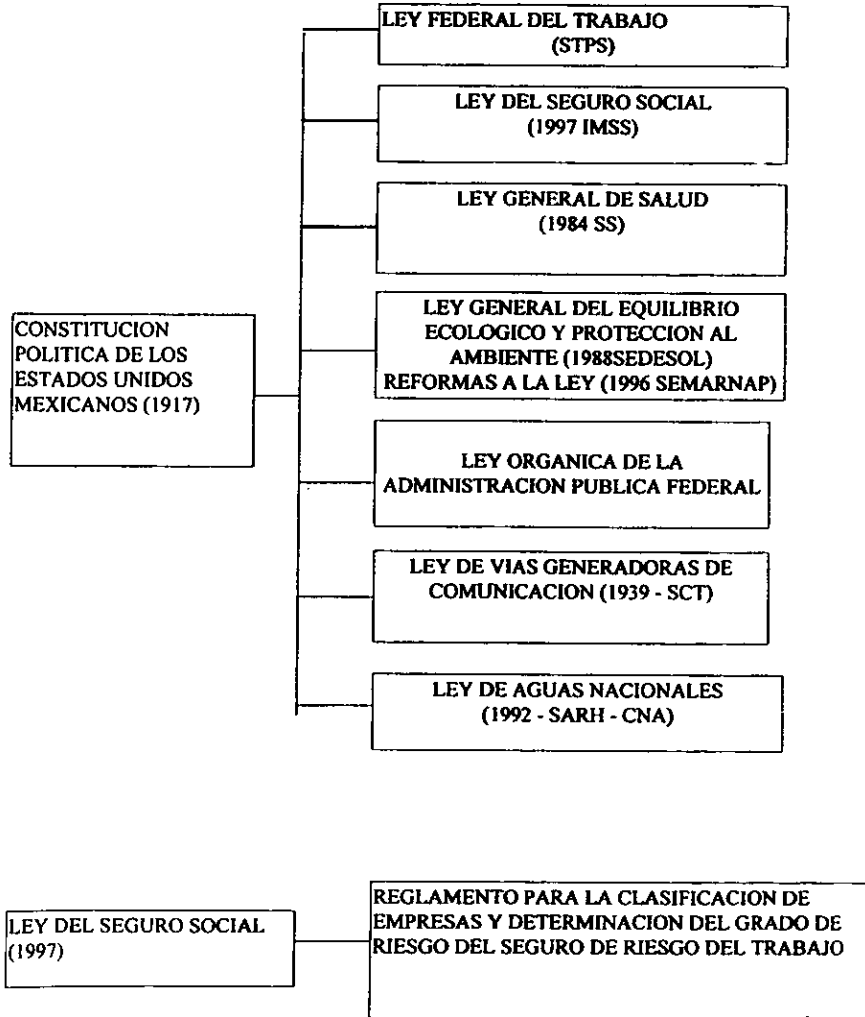 LEY FEDERAL DEL TRABAJO
(STPS)
LEY DEL SEGURO SOCIAL
(1997 IMSS)
LEY GENERAL DE SALUD
(1984 SS)
CONSTITUCION
POLITICA DE LOS
ESTADOS UNIDOS
MEXICANOS (1917)
LEY GENERAL DEL EQUILIBRIO
ECOLOGICO Y PROTECCION AL
AMBIENTE (1988SEDESOL)
REFORMAS A LA LEY (1996 SEMARNAP)
LEY ORGANICA DE LA
ADMINISTRACION PUBLICA FEDERAL
LEY DE VIAS GENERADORAS DE
COMUNICACION (1939 - SCT)
LEY DE AGUAS NACIONALES
(1992 - SARH - CNA)
LEY DEL SEGURO SOCIAL
(1997)
REGLAMENTO PARA LA CLASIFICACION DE
EMPRESAS Y DETERMINACION DEL GRADO DE
RIESGO DEL SEGURO DE RIESGO DEL TRABAJO